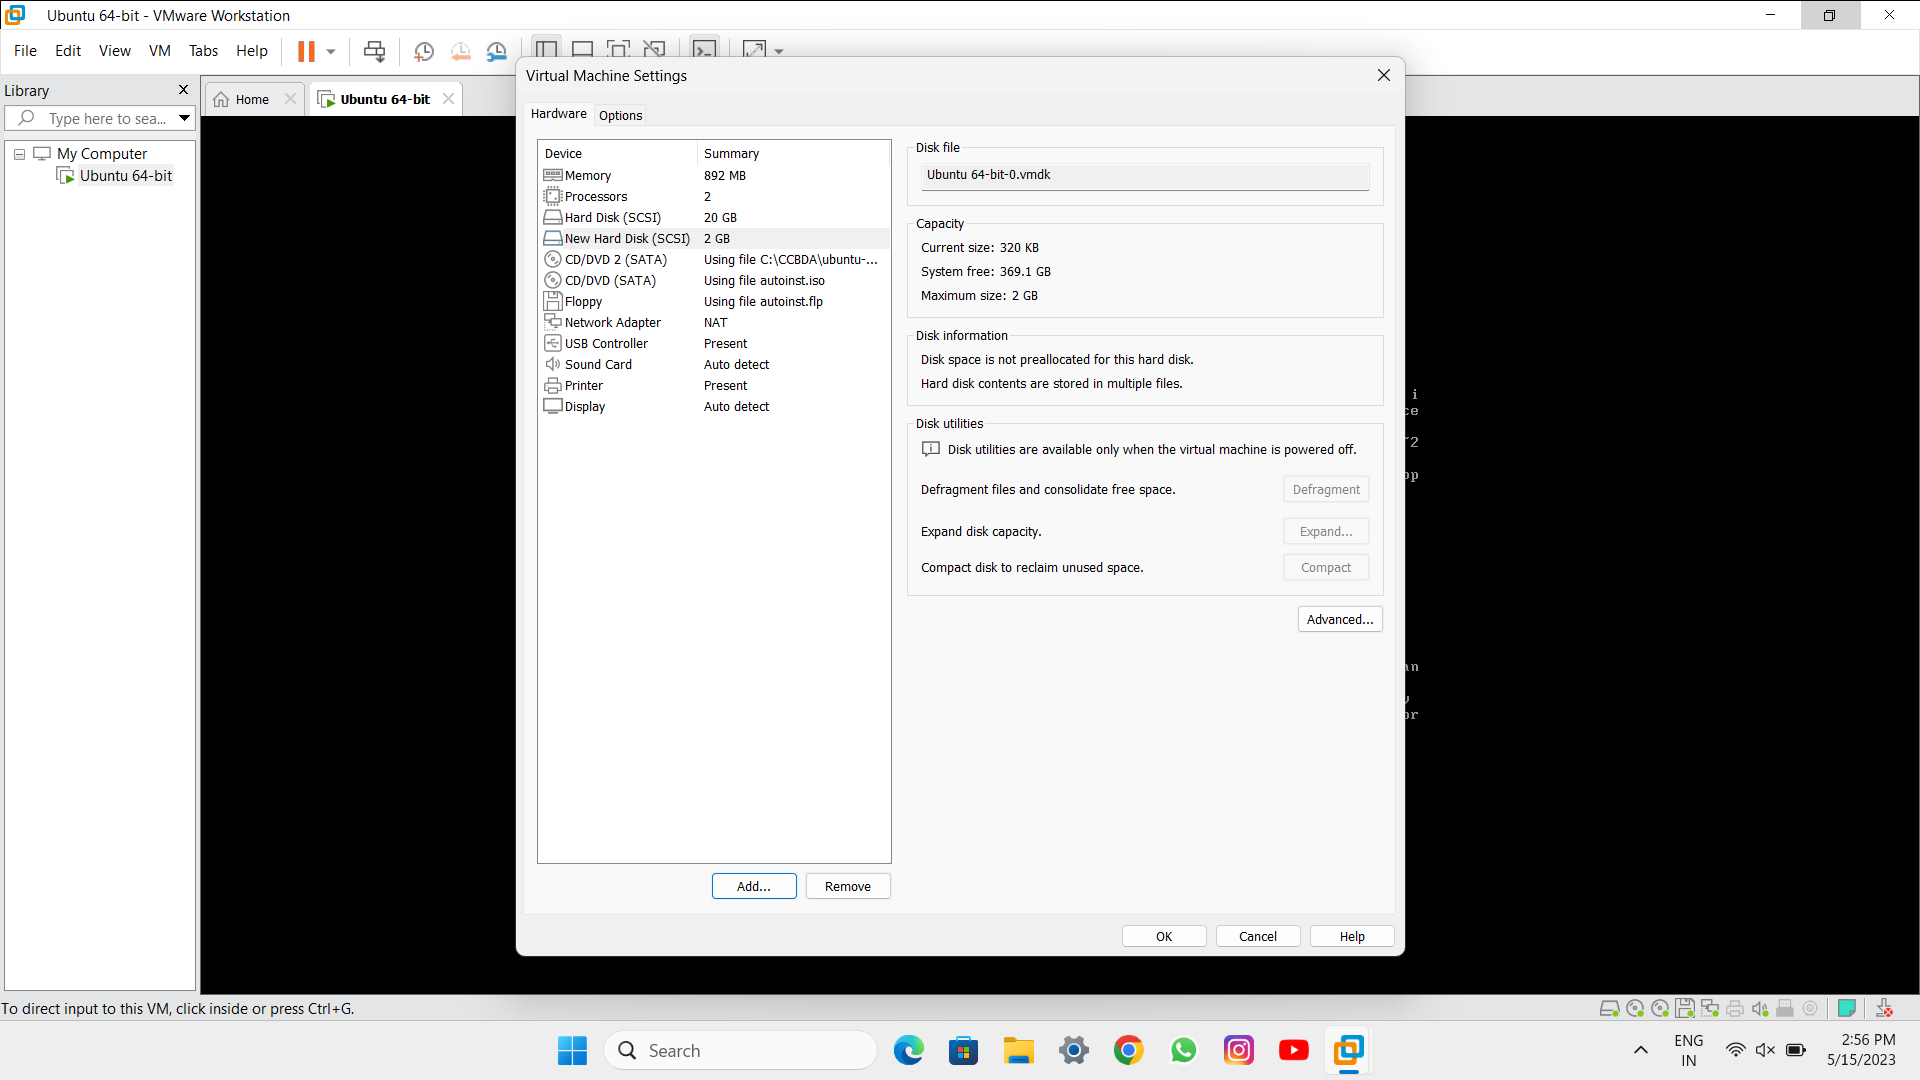 Ubuntu 64-bit - VMware Workstation
File Edit View VM Tabs Help
Library
Type here to sea...
My Computer
Ubuntu 64-bit
Home
Ubuntu 64-bit
Virtual Machine Settings
Hardware Options
Device Summary
Memory 892 MB
Processors 2
Hard Disk (SCSI) 20 GB
New Hard Disk (SCSI) 2 GB
CD/DVD 2 (SATA) Using file C:\CCBDA\ubuntu-...
CD/DVD (SATA) Using file autoinst.iso
Floppy Using file autoinst.flp
Network Adapter NAT
USB Controller Present
Sound Card Auto detect
Printer Present
Display Auto detect
Add... Remove
Disk file
Ubuntu 64-bit-0.vmdk
Capacity
Current size: 320 KB
System free: 369.1 GB
Maximum size: 2 GB
Disk information
Disk space is not preallocated for this hard disk.
Hard disk contents are stored in multiple files.
Disk utilities
Disk utilities are available only when the virtual machine is powered off.
Defragment files and consolidate free space. Defragment
Expand disk capacity. Expand...
Compact disk to reclaim unused space. Compact
Advanced...
OK Cancel Help
To direct input to this VM, click inside or press Ctrl+G.
Search
ENG
IN
2:56 PM
5/15/2023